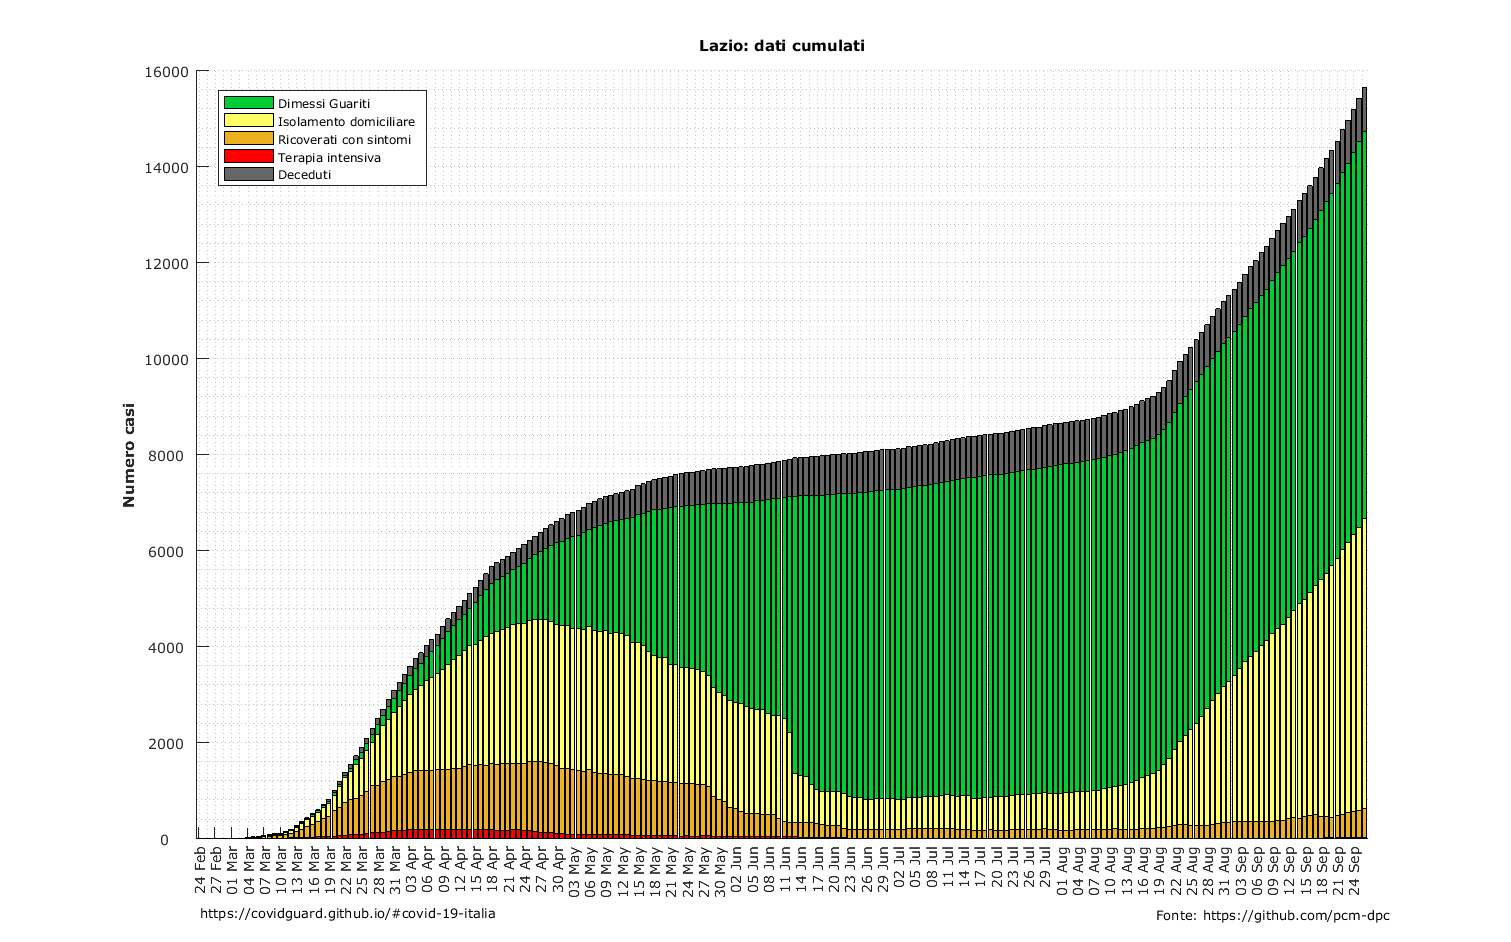 Lazio: dati cumulati
16000
14000
12000
10000
8000
6000
4000
2000
0
Numero casi
Dimessi Guariti
Isolamento domiciliare
Ricoverati con sintomi
Terapia intensiva
Deceduti
24 Feb
27 Feb
01 Mar
04 Mar
07 Mar
10 Mar
13 Mar
16 Mar
19 Mar
22 Mar
25 Mar
28 Mar
31 Mar
03 Apr
06 Apr
09 Apr
12 Apr
15 Apr
18 Apr
21 Apr
24 Apr
27 Apr
30 Apr
03 May
06 May
09 May
12 May
15 May
18 May
21 May
24 May
27 May
30 May
02 Jun
05 Jun
08 Jun
11 Jun
14 Jun
17 Jun
20 Jun
23 Jun
26 Jun
29 Jun
02 Jul
05 Jul
08 Jul
11 Jul
14 Jul
17 Jul
20 Jul
23 Jul
26 Jul
29 Jul
01 Aug
04 Aug
07 Aug
10 Aug
13 Aug
16 Aug
19 Aug
22 Aug
25 Aug
28 Aug
31 Aug
03 Sep
06 Sep
09 Sep
12 Sep
15 Sep
18 Sep
21 Sep
24 Sep
https://covidguard.github.io/#covid-19-italia
Fonte: https://github.com/pcm-dpc